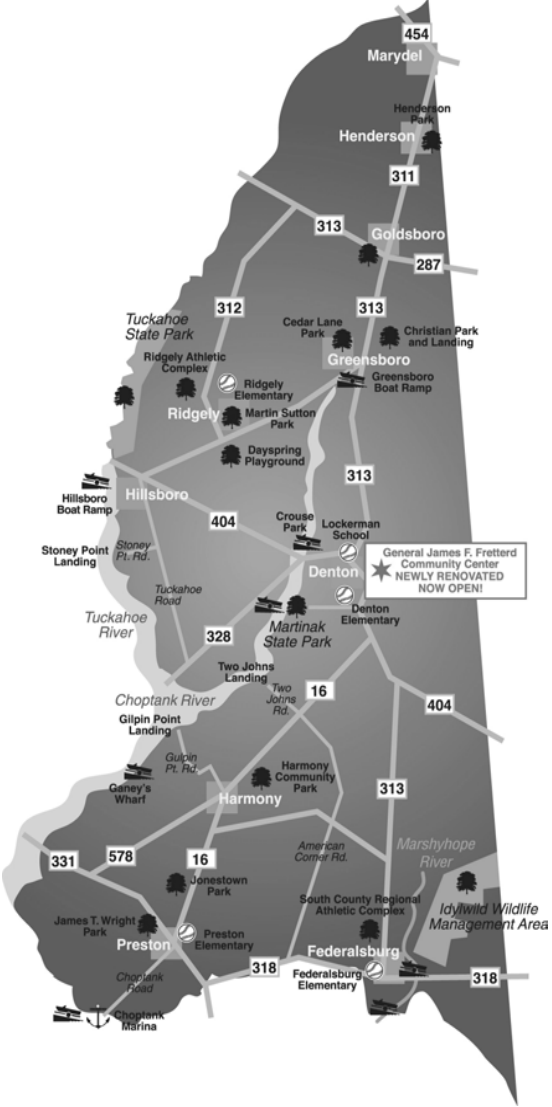 454
Marydel
Henderson
Park
Henderson
311
313
Goldsboro
287
312
313
Tuckahoe
State Park
Cedar Lane
Park
Christian Park
and Landing
Greensboro
Ridgely Athletic
Complex
Greensboro
Boat Ramp
Ridgely
Elementary
Ridgely
Martin Sutton
Park
Dayspring
Playground
313
Hillsboro
Boat Ramp
Hillsboro
404
Crouse
Park
Lockerman
School
Stoney Point
Landing
Stoney
Pt. Rd.
General James F. Fretterd
Community Center
NEWLY RENOVATED
NOW OPEN!
Denton
Tuckahoe
Road
Denton
Elementary
Tuckahoe
River
328
Martinak
State Park
Two Johns
Landing
Two
Johns
Rd.
16
404
Choptank River
Gilpin Point
Landing
Gulpin
Pt. Rd.
Harmony
Community
Park
Ganey's
Wharf
Harmony
313
331
578
16
American
Corner Rd.
Marshyhope
River
Jonestown
Park
South County Regional
Athletic Complex
Idylwild Wildlife
Management Area
James T. Wright
Park
Preston
Elementary
Preston
Federalsburg
318
Federalsburg
Elementary
318
Choptank
Road
Choptank
Marina